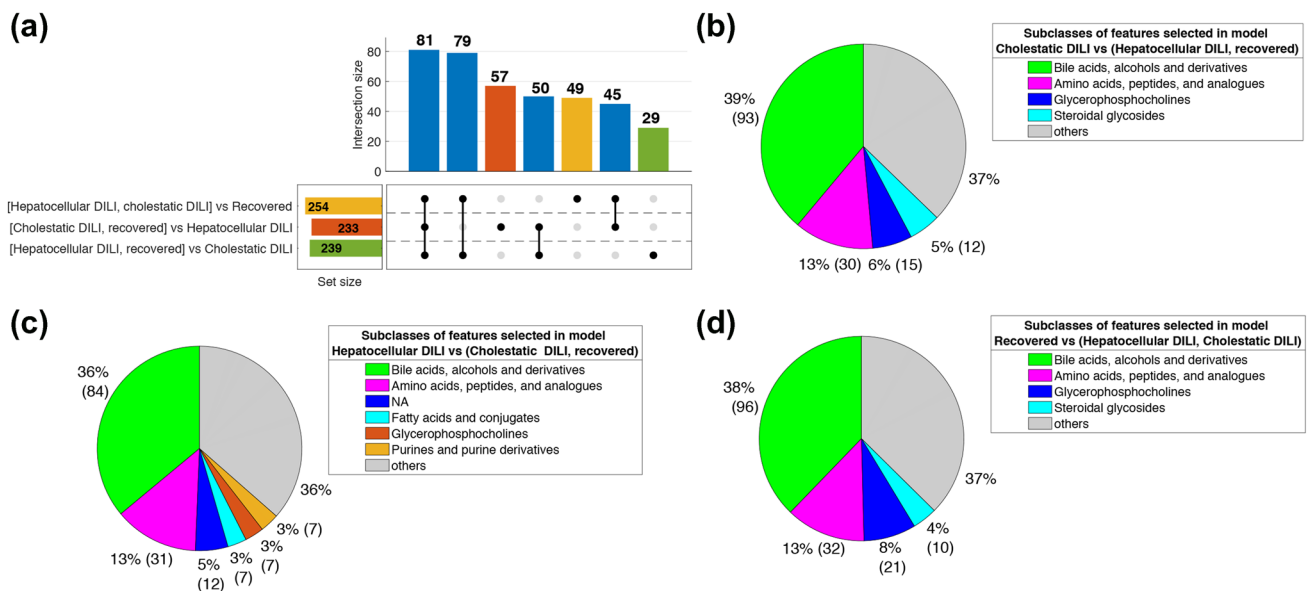 (a)
81
79
57
50
49
45
29
80
60
40
20
0
Intersection size
[Hepatocellular DILI, cholestatic DILI] vs Recovered
254
[Cholestatic DILI, recovered] vs Hepatocellular DILI
233
[Hepatocellular DILI, recovered] vs Cholestatic DILI
239
Set size
(b)
39%
(93)
37%
13% (30)
6% (15)
5% (12)
Subclasses of features selected in model
Cholestatic DILI vs (Hepatocellular DILI, recovered)
Bile acids, alcohols and derivatives
Amino acids, peptides, and analogues
Glycerophosphocholines
Steroidal glycosides
others
(c)
36%
(84)
36%
13% (31)
5%
(12)
3%
(7)
3%
(7)
3% (7)
Subclasses of features selected in model
Hepatocellular DILI vs (Cholestatic DILI, recovered)
Bile acids, alcohols and derivatives
Amino acids, peptides, and analogues
NA
Fatty acids and conjugates
Glycerophosphocholines
Purines and purine derivatives
others
(d)
38%
(96)
37%
13% (32)
8%
(21)
4%
(10)
Subclasses of features selected in model
Recovered vs (Hepatocellular DILI, Cholestatic DILI)
Bile acids, alcohols and derivatives
Amino acids, peptides, and analogues
Glycerophosphocholines
Steroidal glycosides
others